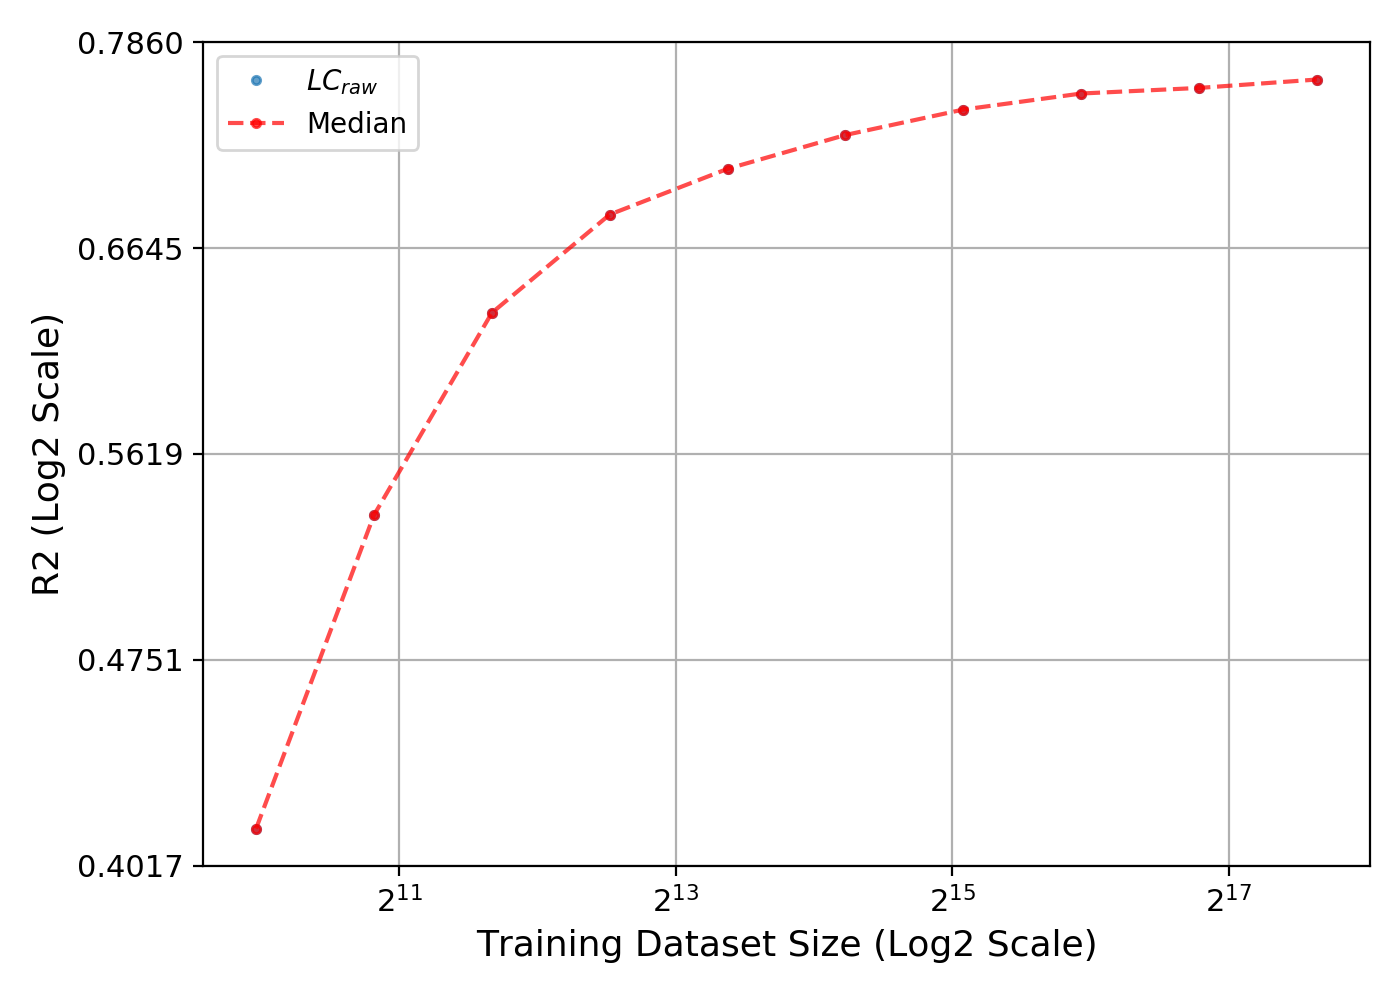 0.7860
0.6645
0.5619
0.4751
0.4017
R2 (Log2 Scale)
LC_raw
Median
2^11
2^13
2^15
2^17
Training Dataset Size (Log2 Scale)